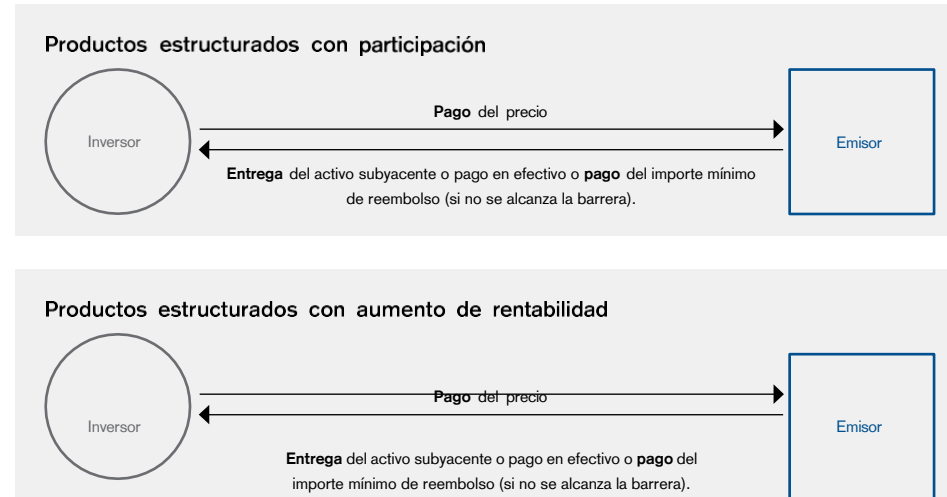 Productos estructurados con participación
Pago del precio
Inversor
Emisor
Entrega del activo subyacente o pago en efectivo o pago del importe mínimo
de reembolso (si no se alcanza la barrera).
Productos estructurados con aumento de rentabilidad
Pago del precio
Inversor
Emisor
Entrega del activo subyacente o pago en efectivo o pago del
importe mínimo de reembolso (si no se alcanza la barrera).